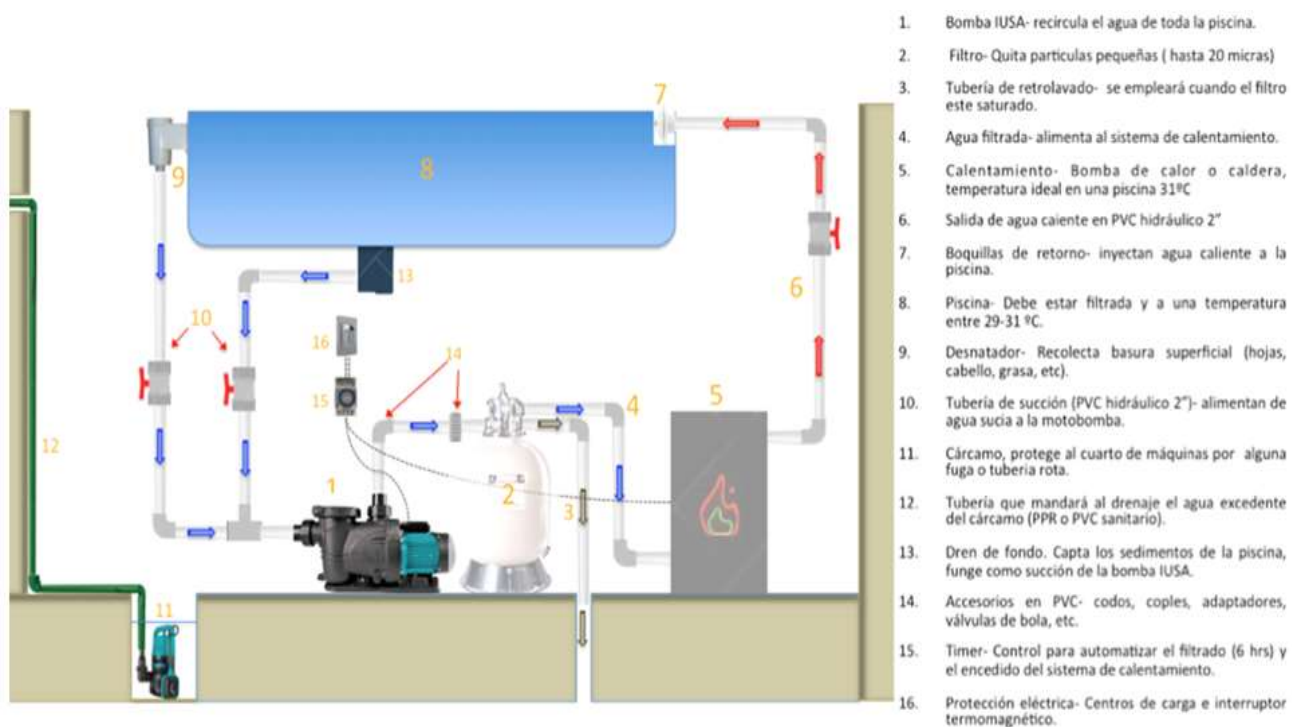 1. Bomba IUSA- recircula el agua de toda la piscina.
2. Filtro- Quita particulas pequeñas ( hasta 20 micras)
3. Tubería de retrolavado- se empleará cuando el filtro
este saturado.
4. Agua filtrada- alimenta al sistema de calentamiento.
5. Calentamiento- Bomba de calor o caldera,
temperatura ideal en una piscina 31ºC
6. Salida de agua caiente en PVC hidráulico 2”
7. Boquillas de retorno- inyectan agua caliente a la
piscina.
8. Piscina- Debe estar filtrada y a una temperatura
entre 29-31 ºC.
9. Desnatador- Recolecta basura superficial (hojas,
cabello, grasa, etc).
10. Tubería de succión (PVC hidráulico 2”)- alimentan de
agua sucia a la motobomba.
11. Cárcamo, protege al cuarto de máquinas por alguna
fuga o tuberia rota.
12. Tubería que mandará al drenaje el agua excedente
del cárcamo (PPR o PVC sanitario).
13. Dren de fondo. Capta los sedimentos de la piscina,
funge como succión de la bomba IUSA.
14. Accesorios en PVC- codos, coples, adaptadores,
válvulas de bola, etc.
15. Timer- Control para automatizar el filtrado (6 hrs) y
el encedido del sistema de calentamiento.
16. Protección eléctrica- Centros de carga e interruptor
termomagnético.
7
8
9
13
6
10
16
14
15
5
4
12
1
2
3
11